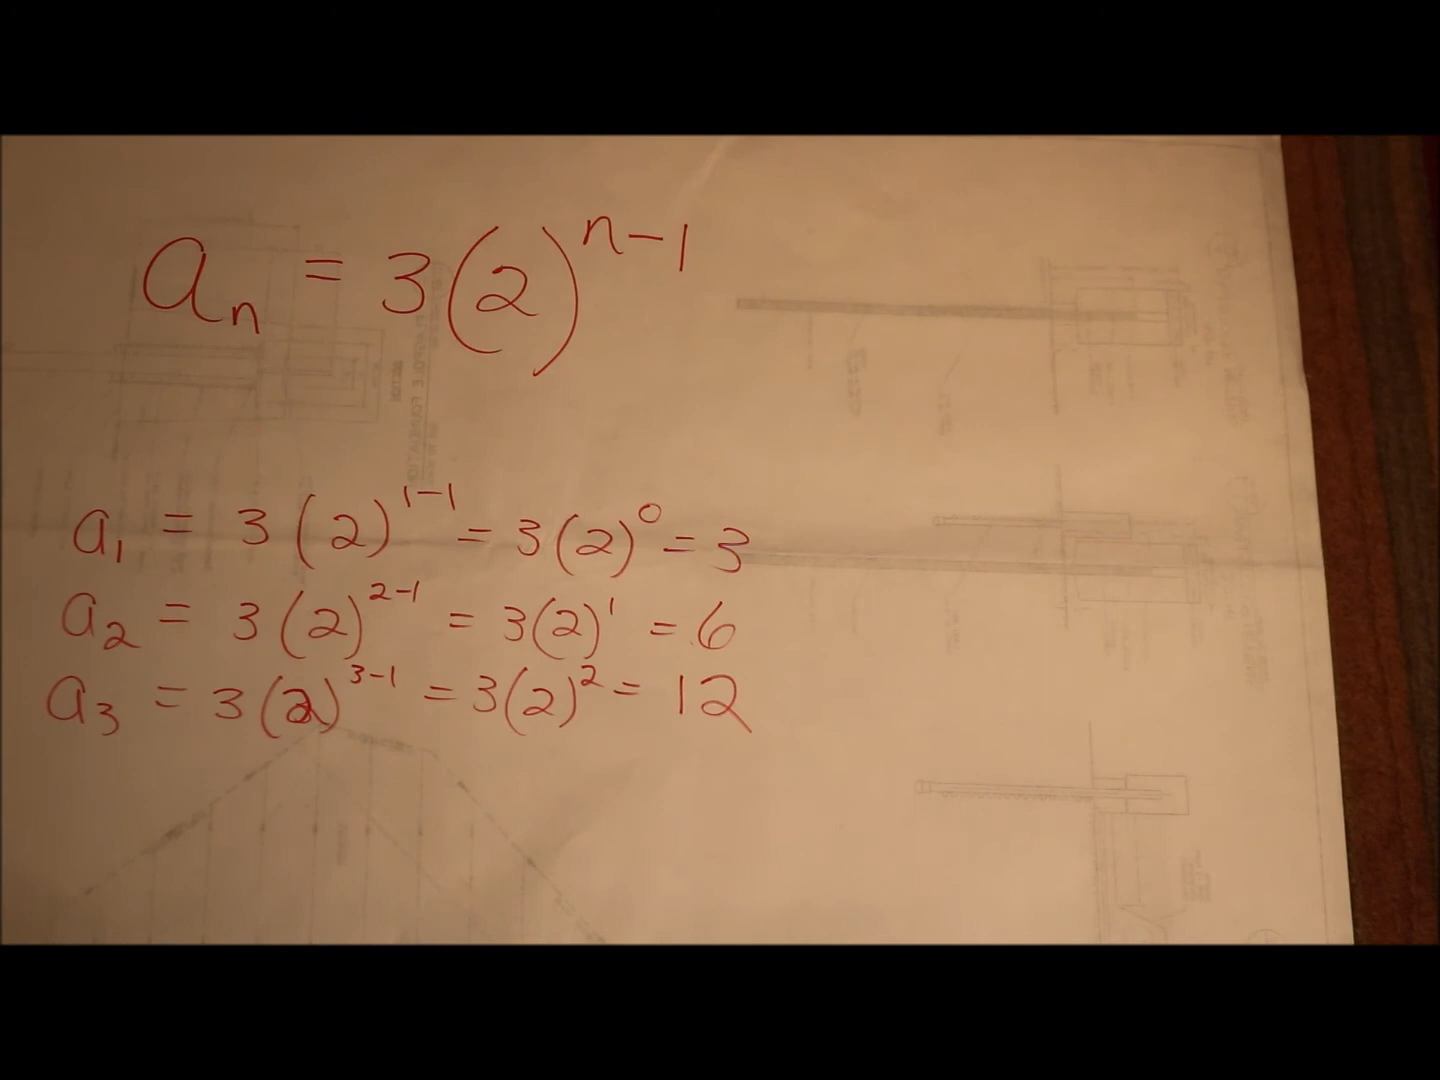 aₙ = 3(2)ⁿ⁻¹
a₁ = 3(2)¹⁻¹ = 3(2)⁰ = 3
a₂ = 3(2)²⁻¹ = 3(2)¹ = 6
a₃ = 3(2)³⁻¹ = 3(2)² = 12